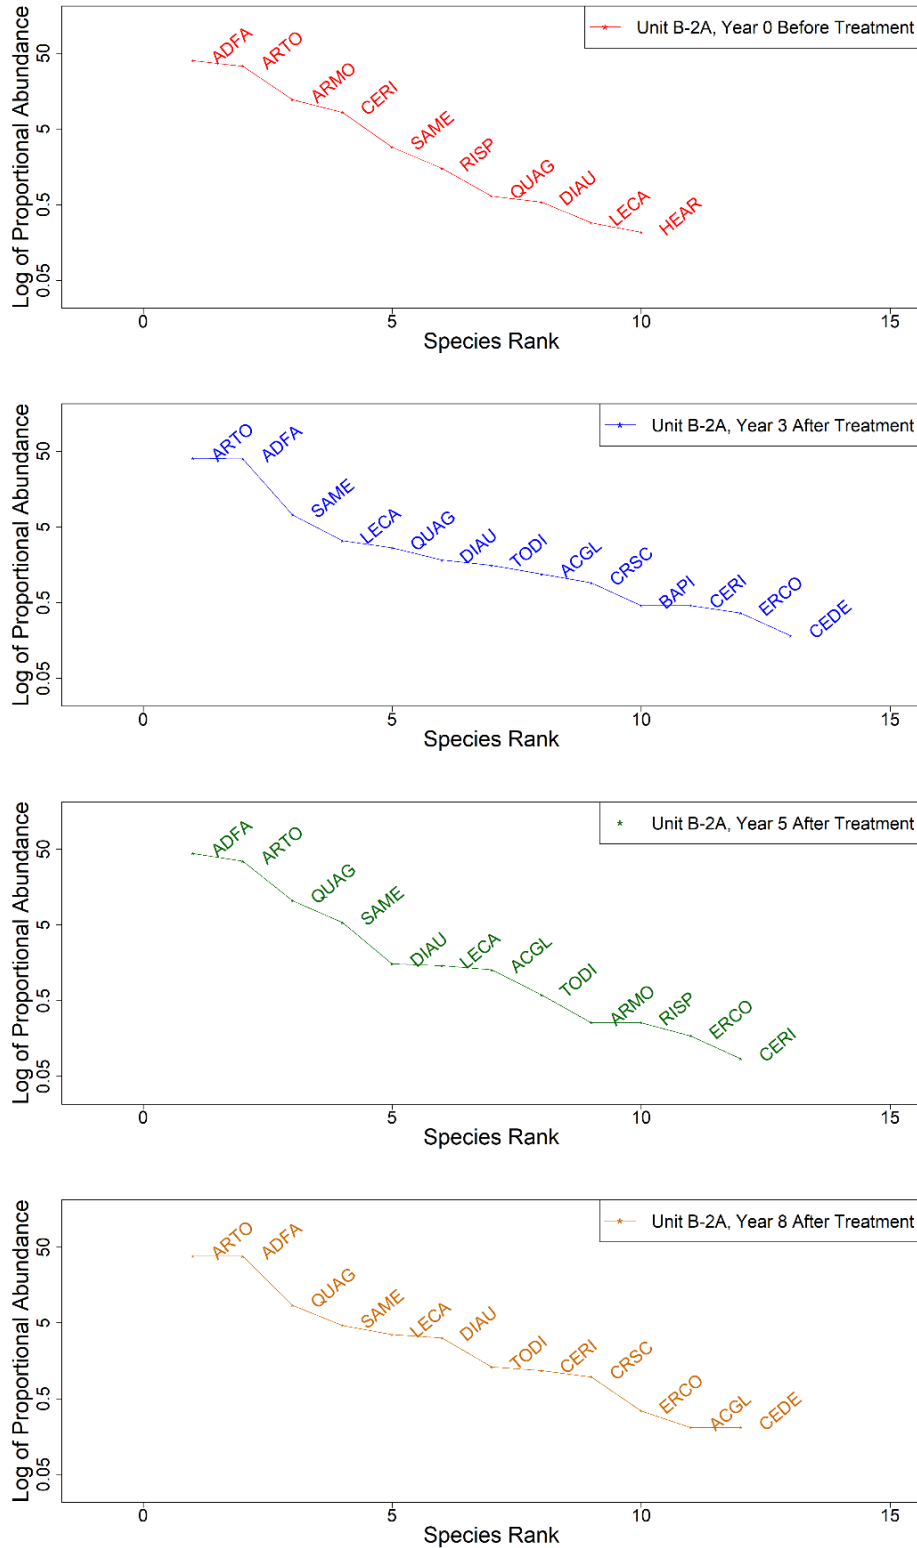 Unit B-2A, Year 0 Before Treatment
Log of Proportional Abundance
50
5
0.5
0.05
ADFA
ARTO
ARMO
CERI
SAME
RISP
QUAG
DIAU
LECA
HEAR
0
5
10
15
Species Rank
Unit B-2A, Year 3 After Treatment
Log of Proportional Abundance
50
5
0.5
0.05
ARTO
ADFA
SAME
LECA
QUAG
DIAU
TODI
ACGL
CRSC
BAPI
CERI
ERCO
CEDE
0
5
10
15
Species Rank
Unit B-2A, Year 5 After Treatment
Log of Proportional Abundance
50
5
0.5
0.05
ADFA
ARTO
QUAG
SAME
DIAU
LECA
ACGL
TODI
ARMO
RISP
ERCO
CERI
0
5
10
15
Species Rank
Unit B-2A, Year 8 After Treatment
Log of Proportional Abundance
50
5
0.5
0.05
ARTO
ADFA
QUAG
SAME
LECA
DIAU
TODI
CERI
CRSC
ERCO
ACGL
CEDE
0
5
10
15
Species Rank